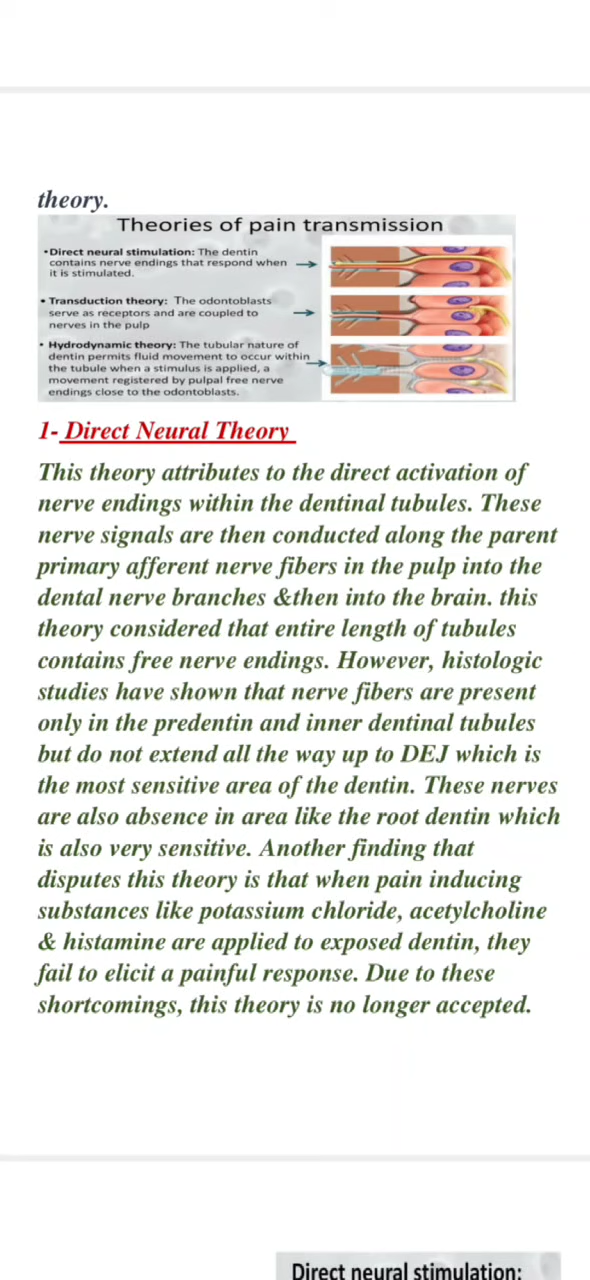 theory.
Theories of pain transmission
•Direct neural stimulation: The dentin
contains nerve endings that respond when
it is stimulated.
• Transduction theory: The odontoblasts
serve as receptors and are coupled to
nerves in the pulp
• Hydrodynamic theory: The tubular nature of
dentin permits fluid movement to occur within
the tubule when a stimulus is applied, a
movement registered by pulpal free nerve
endings close to the odontoblasts.
1- Direct Neural Theory
This theory attributes to the direct activation of
nerve endings within the dentinal tubules. These
nerve signals are then conducted along the parent
primary afferent nerve fibers in the pulp into the
dental nerve branches &then into the brain. this
theory considered that entire length of tubules
contains free nerve endings. However, histologic
studies have shown that nerve fibers are present
only in the predentin and inner dentinal tubules
but do not extend all the way up to DEJ which is
the most sensitive area of the dentin. These nerves
are also absence in area like the root dentin which
is also very sensitive. Another finding that
disputes this theory is that when pain inducing
substances like potassium chloride, acetylcholine
& histamine are applied to exposed dentin, they
fail to elicit a painful response. Due to these
shortcomings, this theory is no longer accepted.
Direct neural stimulation: